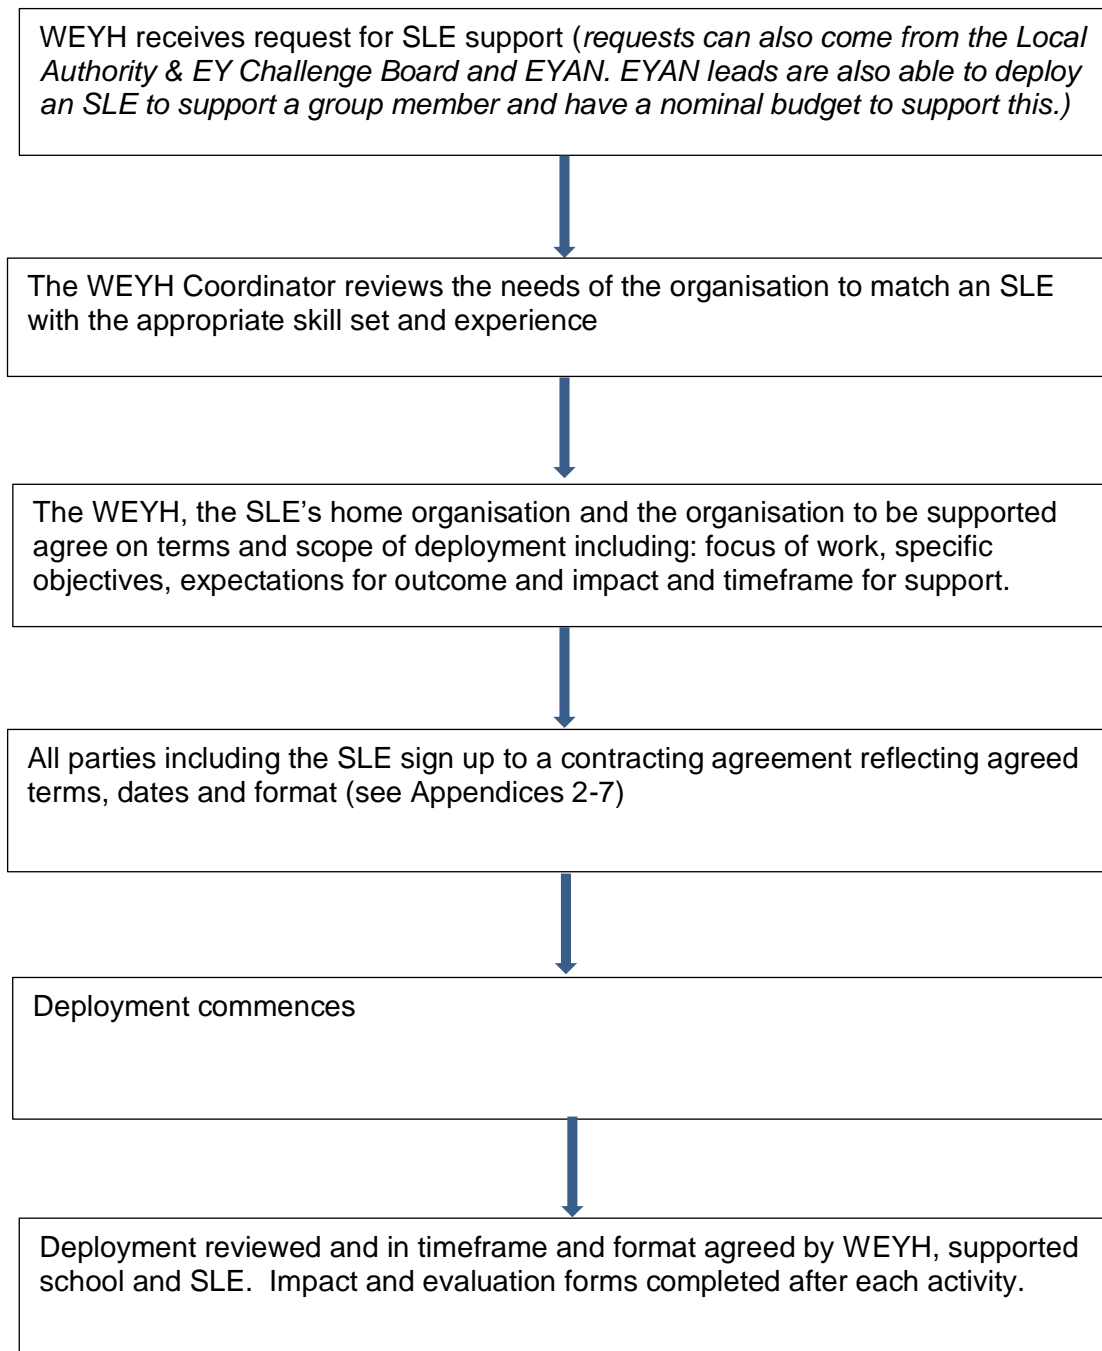 WEYH receives request for SLE support (requests can also come from the Local
Authority & EY Challenge Board and EYAN. EYAN leads are also able to deploy
an SLE to support a group member and have a nominal budget to support this.)
The WEYH Coordinator reviews the needs of the organisation to match an SLE
with the appropriate skill set and experience
The WEYH, the SLE’s home organisation and the organisation to be supported
agree on terms and scope of deployment including: focus of work, specific
objectives, expectations for outcome and impact and timeframe for support.
All parties including the SLE sign up to a contracting agreement reflecting agreed
terms, dates and format (see Appendices 2-7)
Deployment commences
Deployment reviewed and in timeframe and format agreed by WEYH, supported
school and SLE.  Impact and evaluation forms completed after each activity.